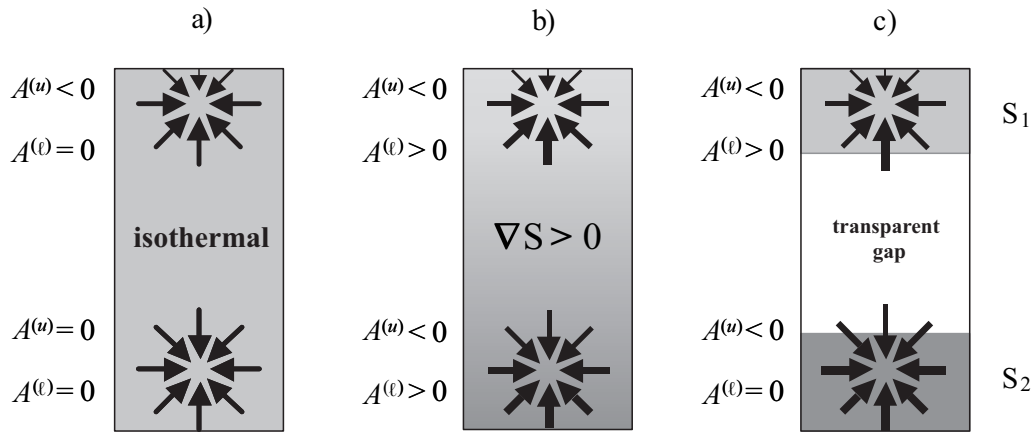 a)
A(u) < 0
A(ℓ) = 0
isothermal
A(u) = 0
A(ℓ) = 0
b)
A(u) < 0
A(ℓ) > 0
∇S > 0
A(u) < 0
A(ℓ) > 0
c)
A(u) < 0
A(ℓ) > 0
S1
transparent
gap
A(u) < 0
A(ℓ) = 0
S2